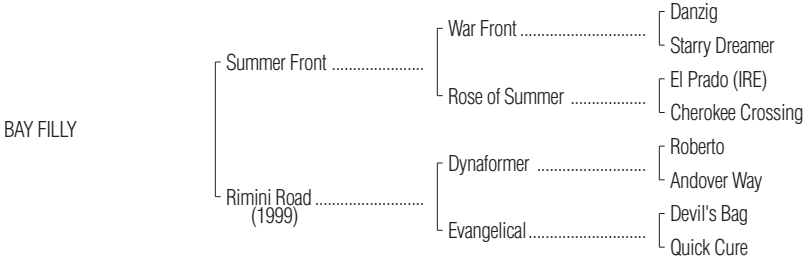 Danzig
War Front ..............................
Starry Dreamer
Summer Front ......................
El Prado (IRE)
Rose of Summer ..................
Cherokee Crossing
BAY FILLY
Roberto
Dynaformer ..........................
Andover Way
Rimini Road ..........................
(1999)
Devil's Bag
Evangelical............................
Quick Cure